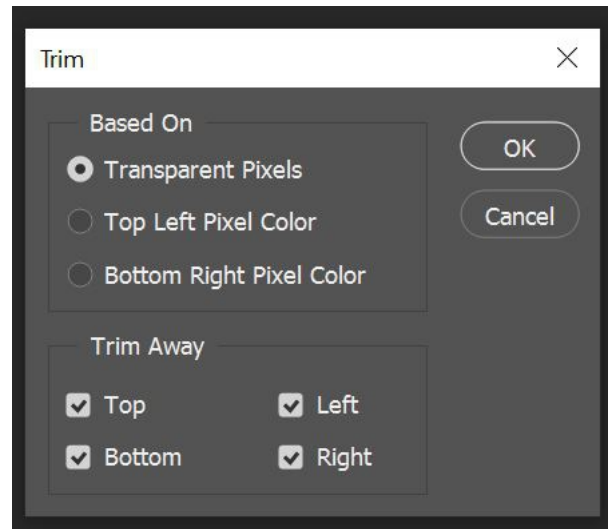 Trim
Based On
Transparent Pixels
Top Left Pixel Color
Bottom Right Pixel Color
OK
Cancel
Trim Away
Top
Left
Bottom
Right